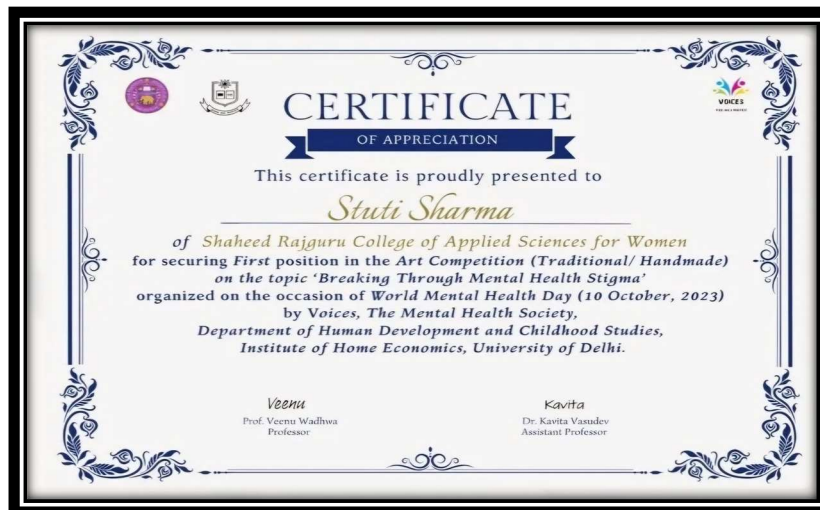 CERTIFICATE
VOICES
OF APPRECIATION
This certificate is proudly presented to
Stuti Sharma
of Shaheed Rajguru College of Applied Sciences for Women
for securing First position in the Art Competition (Traditional/ Handmade)
on the topic ‘Breaking Through Mental Health Stigma’
organized on the occasion of World Mental Health Day (10 October, 2023)
by Voices, The Mental Health Society,
Department of Human Development and Childhood Studies,
Institute of Home Economics, University of Delhi.
Veenu
Prof. Veenu Wadhwa
Professor
Kavita
Dr. Kavita Vasudev
Assistant Professor